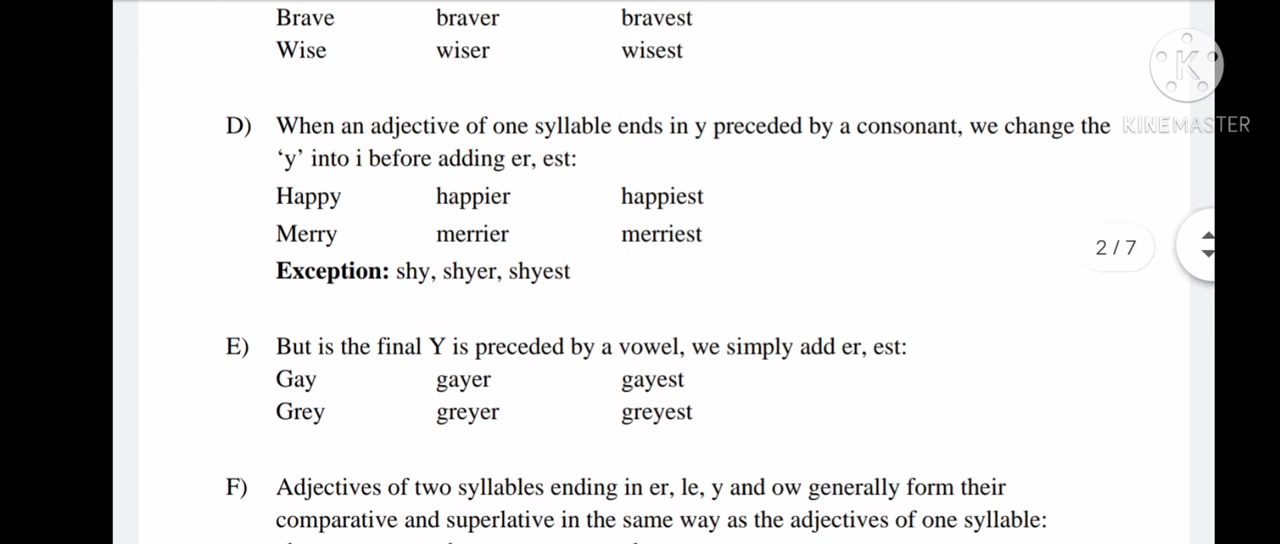 Brave braver bravest
Wise wiser wisest
D) When an adjective of one syllable ends in y preceded by a consonant, we change the
‘y’ into i before adding er, est:
Happy happier happiest
Merry merrier merriest
Exception: shy, shyer, shyest
E) But is the final Y is preceded by a vowel, we simply add er, est:
Gay gayer gayest
Grey greyer greyest
F) Adjectives of two syllables ending in er, le, y and ow generally form their
comparative and superlative in the same way as the adjectives of one syllable:
K
KINEMASTER
2 / 7